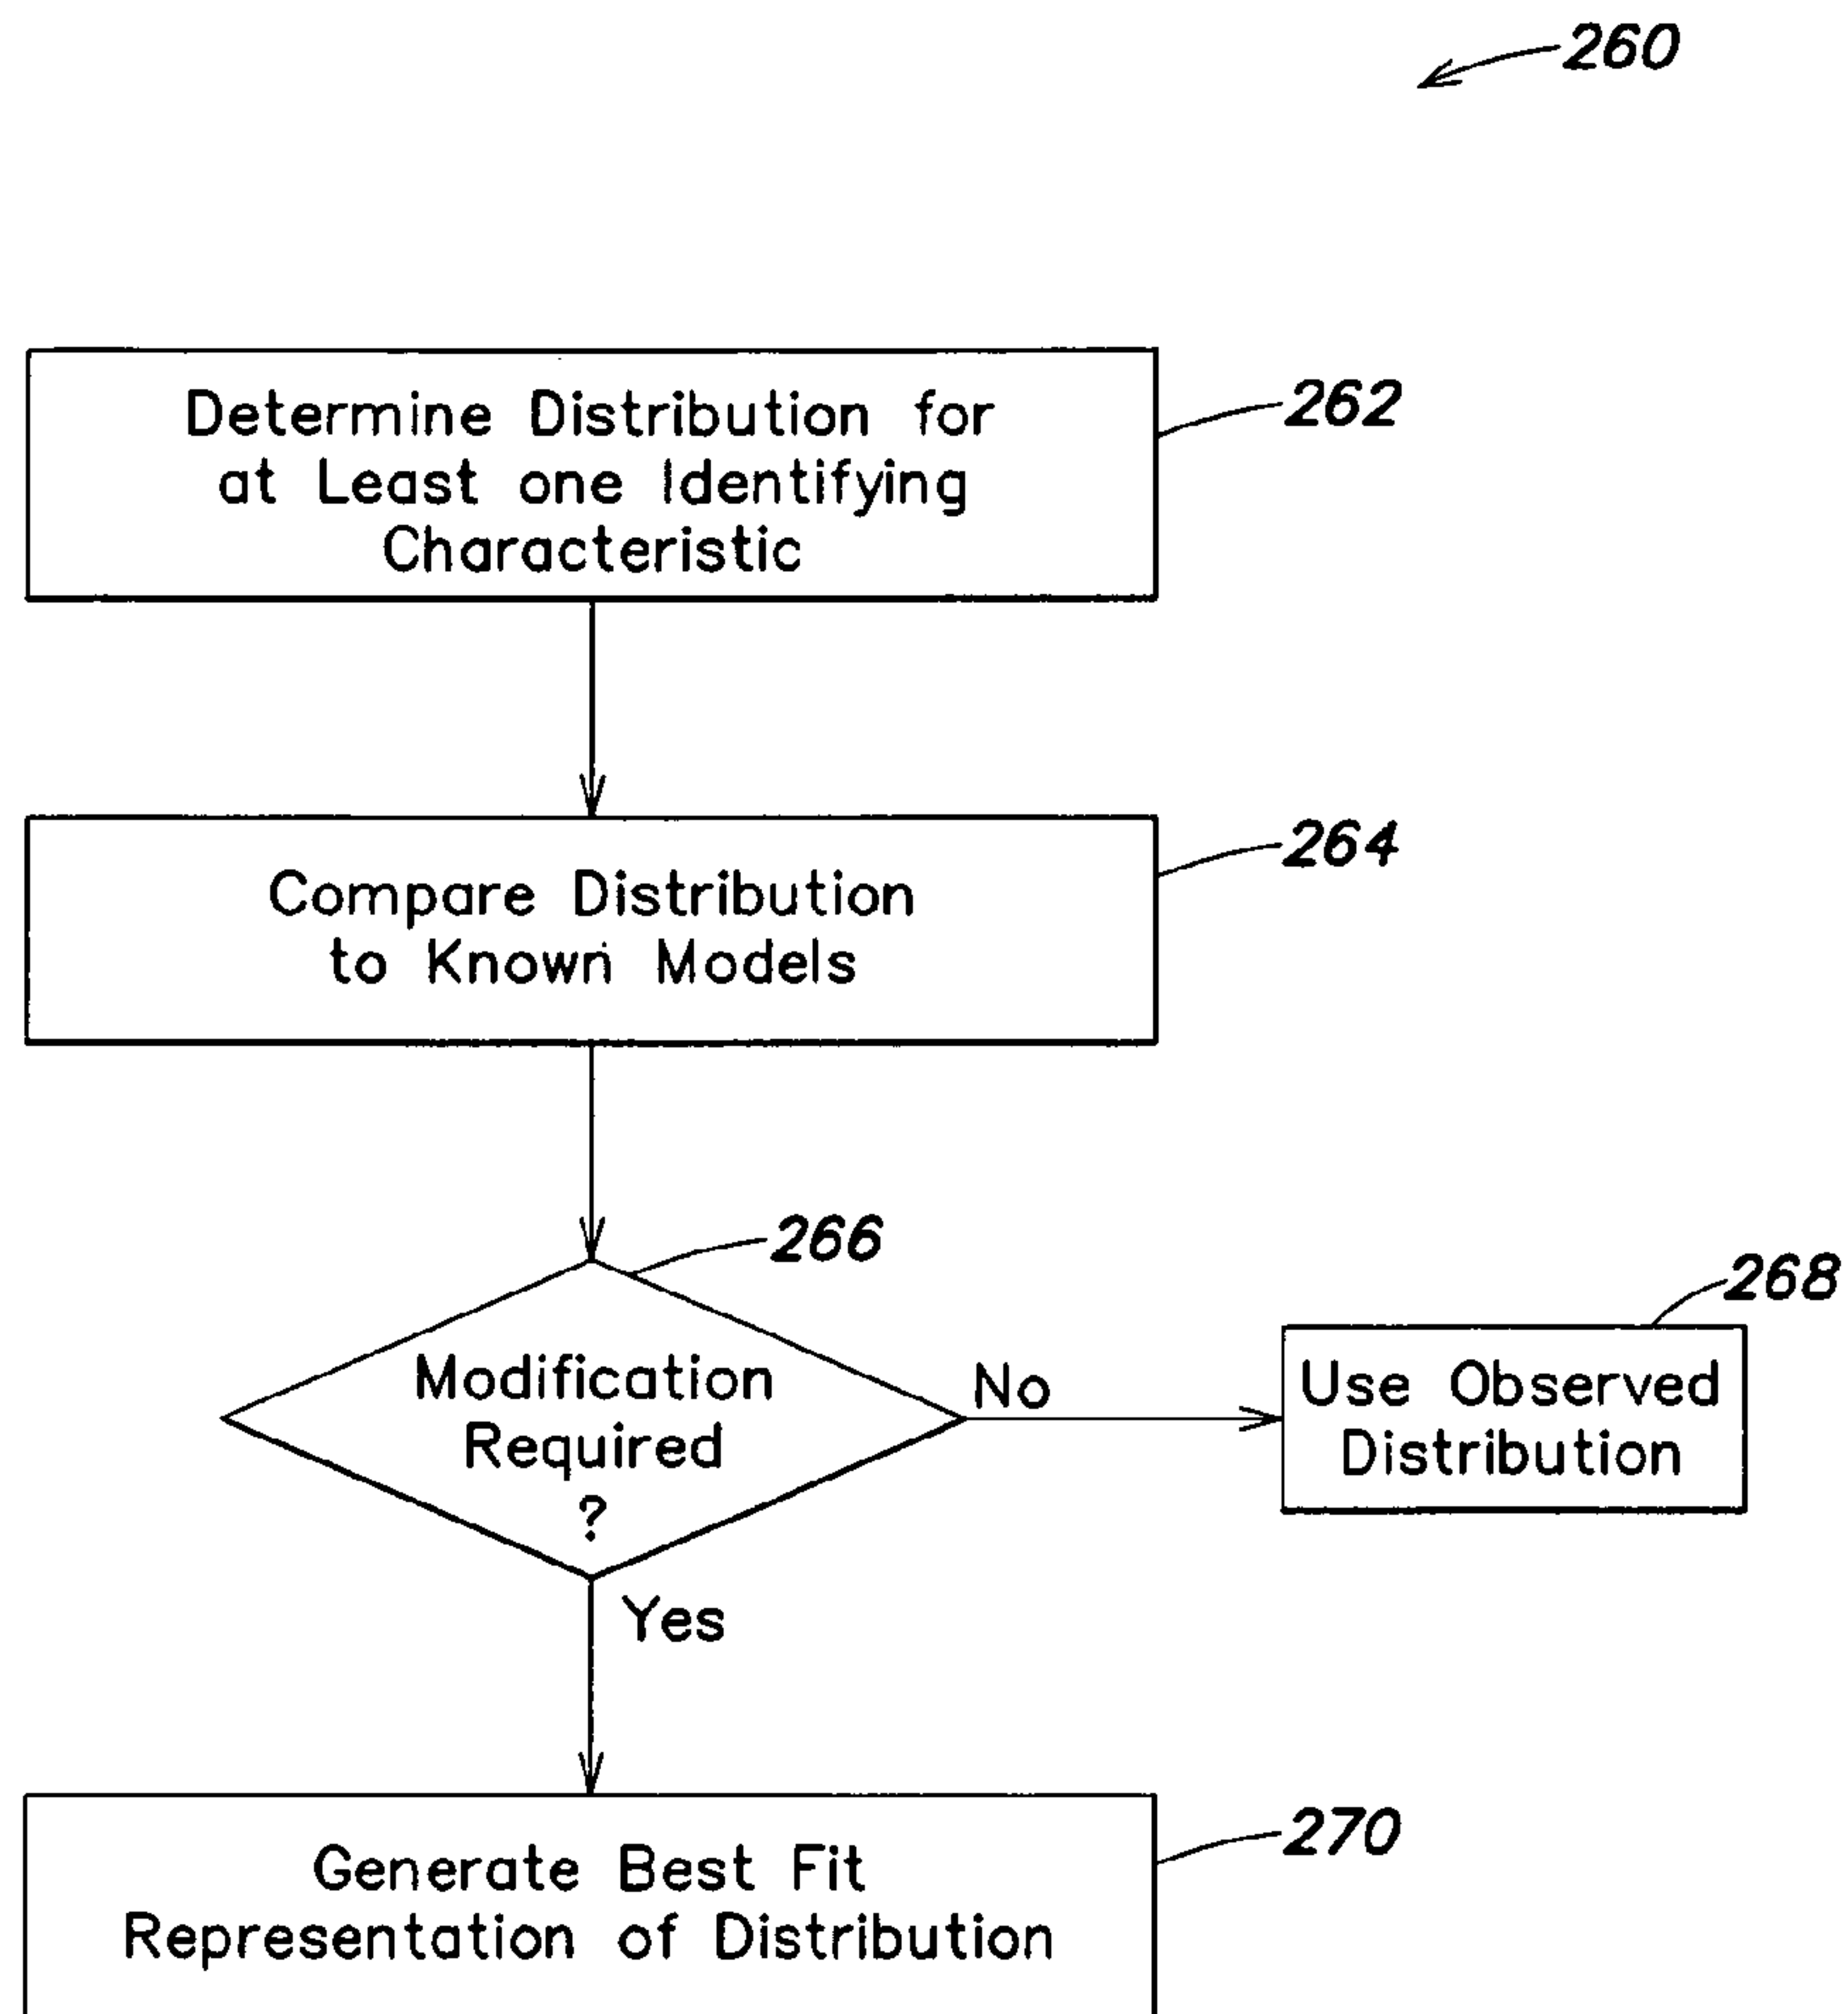 260
Determine Distribution for
at Least one Identifying
Characteristic
262
Compare Distribution
to Known Models
264
266
Modification
Required
?
No
268
Use Observed
Distribution
Yes
Generate Best Fit
Representation of Distribution
270